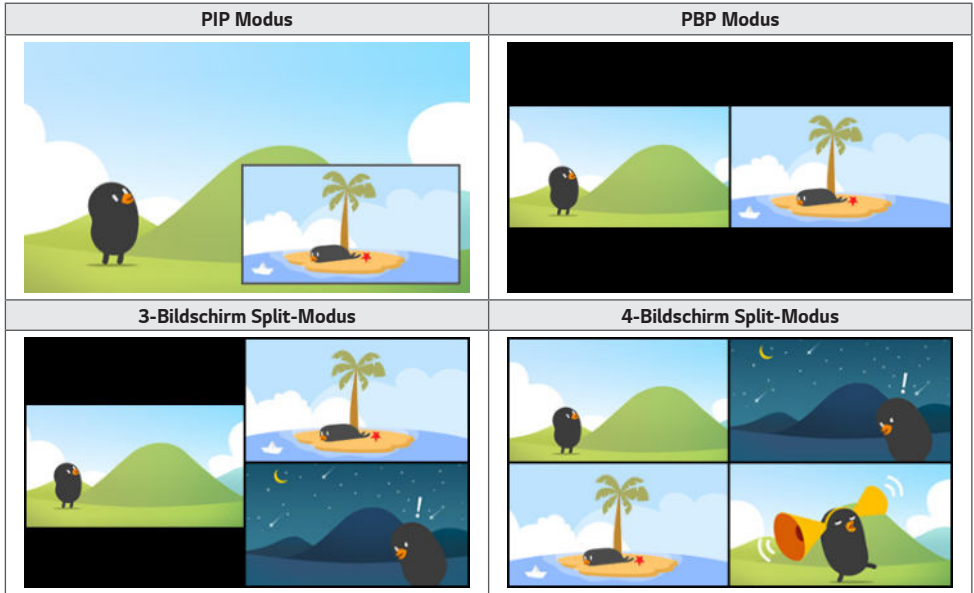 PIP Modus
PBP Modus
3-Bildschirm Split-Modus
4-Bildschirm Split-Modus